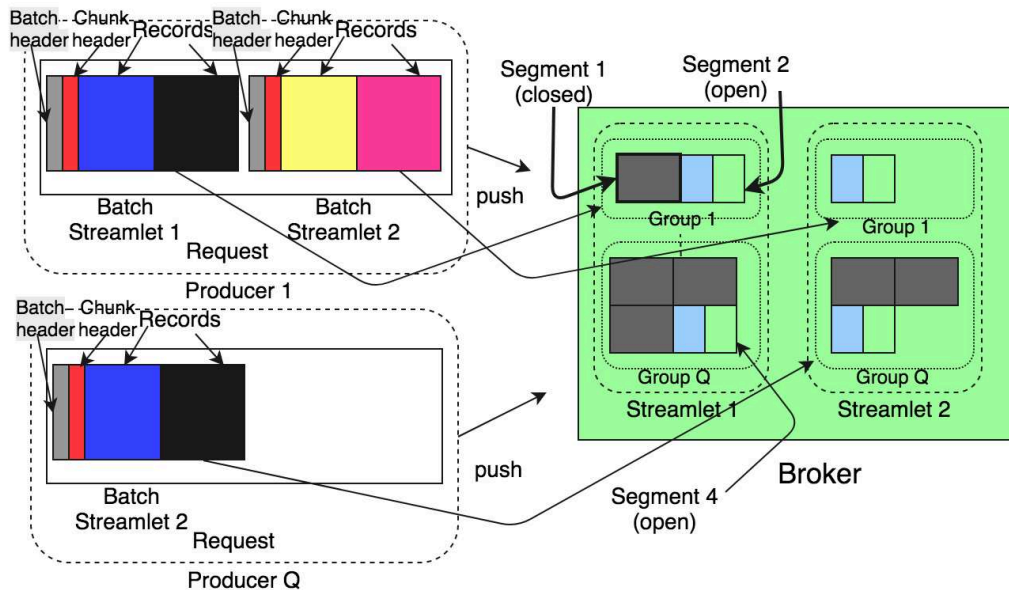 Batch Chunk
header header Records
Batch Chunk
header header Records
Batch
Streamlet 1
Batch
Streamlet 2
Request
Producer 1
push
Segment 1
(closed)
Segment 2
(open)
Group 1
Group 1
Group Q
Group Q
Streamlet 1
Streamlet 2
Broker
Batch- Chunk
header header Records
Batch
Streamlet 2
Request
Producer Q
push
Segment 4
(open)